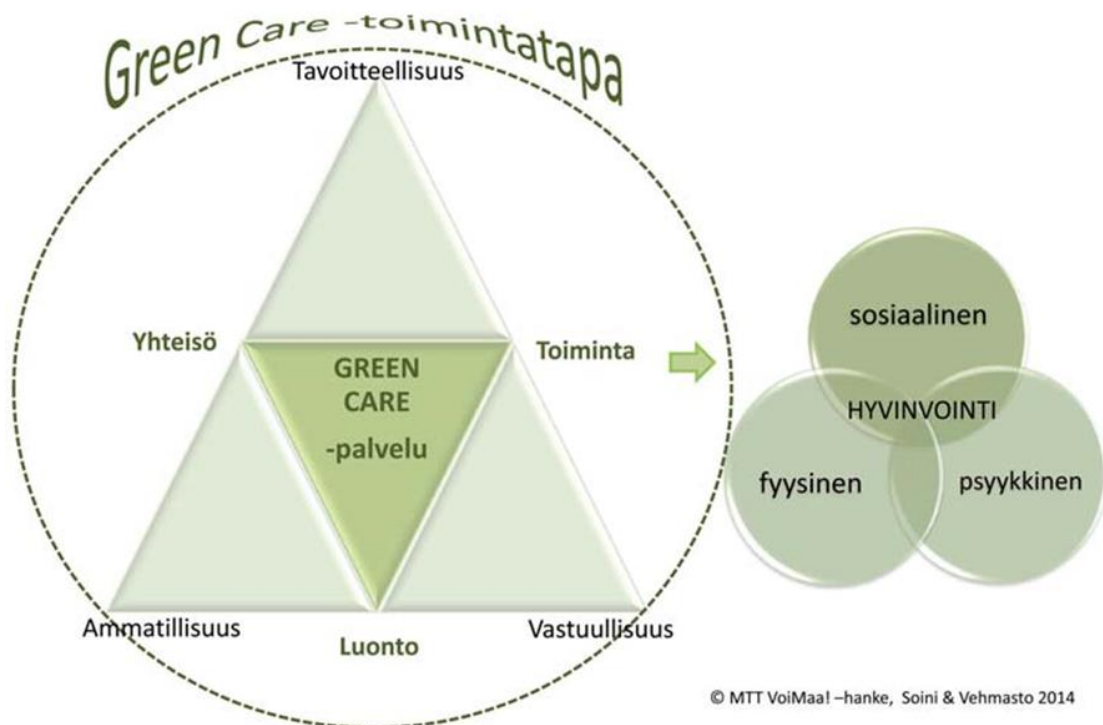 Green Care -toimintatapa
Tavoitteellisuus
Yhteisö
Toiminta
GREEN
CARE
-palvelu
Ammatillisuus
Luonto
Vastuullisuus
sosiaalinen
HYVINVOINTI
fyysinen
psyykkinen
© MTT VoiMaa! –hanke, Soini & Vehmasto 2014